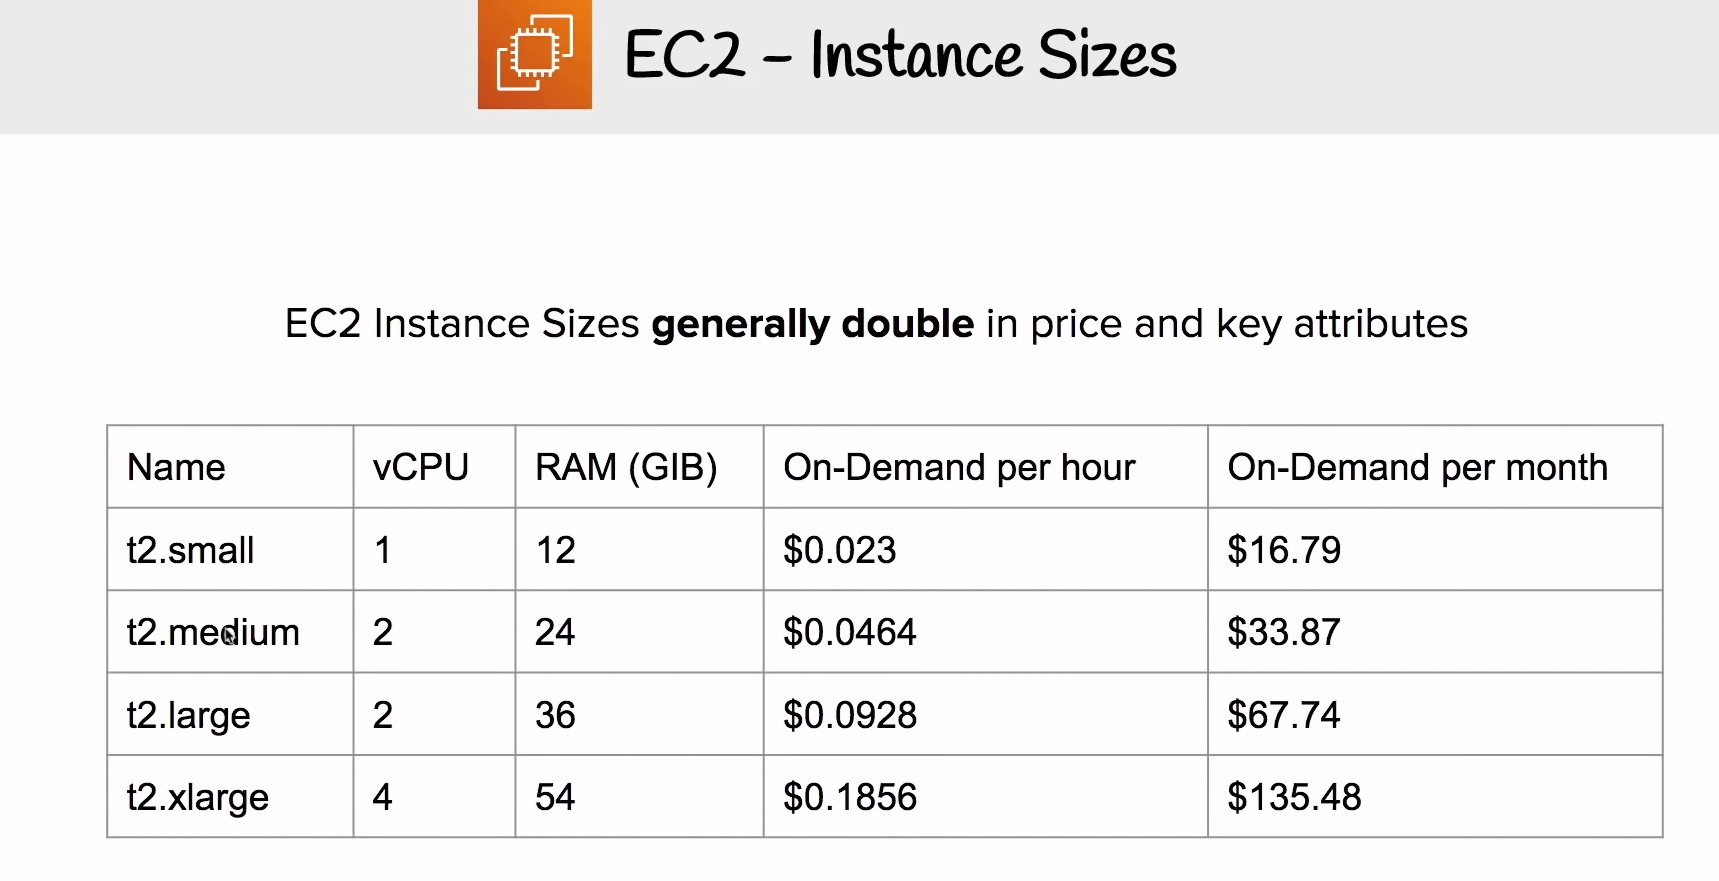 EC2 - Instance Sizes
EC2 Instance Sizes generally double in price and key attributes
Name vCPU RAM (GIB) On-Demand per hour On-Demand per month
t2.small 1 12 $0.023 $16.79
t2.medium 2 24 $0.0464 $33.87
t2.large 2 36 $0.0928 $67.74
t2.xlarge 4 54 $0.1856 $135.48